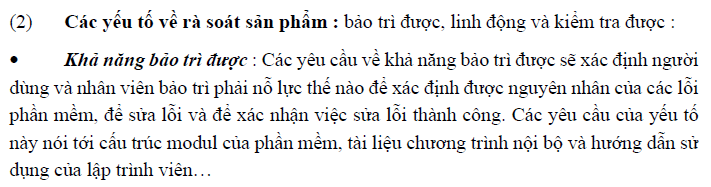 (2) Các yếu tố về rà soát sản phẩm : bảo trì được, linh động và kiểm tra được :
• Khả năng bảo trì được : Các yêu cầu về khả năng bảo trì được sẽ xác định người
dùng và nhân viên bảo trì phải nỗ lực thế nào để xác định được nguyên nhân của các lỗi
phần mềm, để sửa lỗi và để xác nhận việc sửa lỗi thành công. Các yêu cầu của yếu tố
này nói tới cấu trúc modul của phần mềm, tài liệu chương trình nội bộ và hướng dẫn sử
dụng của lập trình viên…